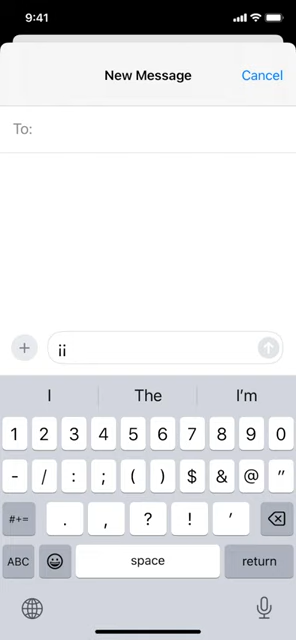 9:41
New Message
Cancel
To:
¡¡
I
The
I'm
1 2 3 4 5 6 7 8 9 0
- / : ; ( ) $ & @ "
#+= . , ? ! '
ABC space return